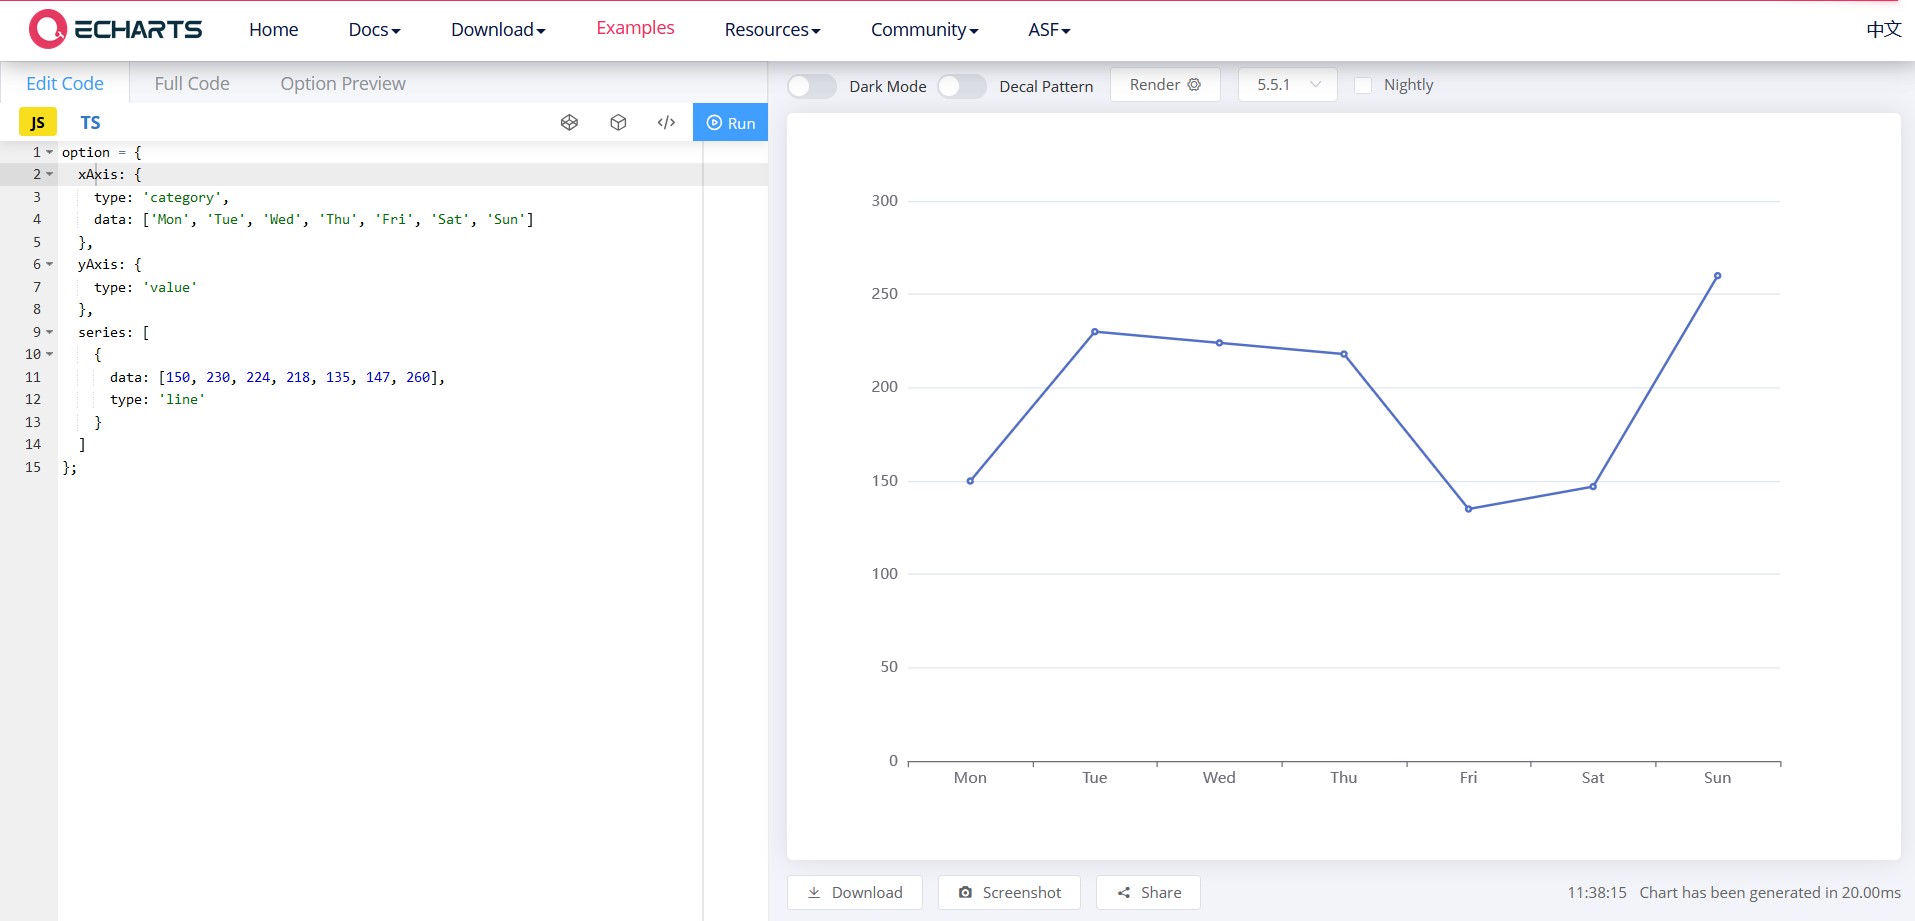 ECHARTS Home Docs Download Examples Resources Community ASF 中文
Edit Code Full Code Option Preview
JS TS Run
1 option = {
2 xAxis: {
3 type: 'category',
4 data: ['Mon', 'Tue', 'Wed', 'Thu', 'Fri', 'Sat', 'Sun']
5 },
6 yAxis: {
7 type: 'value'
8 },
9 series: [
10 {
11 data: [150, 230, 224, 218, 135, 147, 260],
12 type: 'line'
13 }
14 ]
15 };
Dark Mode Decal Pattern Render 5.5.1 Nightly
300
250
200
150
100
50
0
Mon Tue Wed Thu Fri Sat Sun
Download Screenshot Share 11:38:15 Chart has been generated in 20.00ms